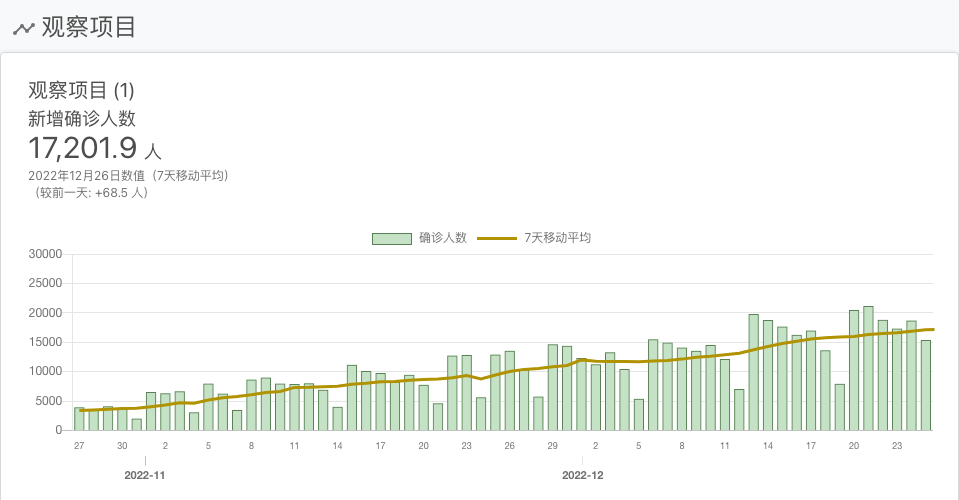 观察项目
观察项目 (1)
新增确诊人数
17,201.9 人
2022年12月26日数值（7天移动平均）
（较前一天: +68.5 人）
确诊人数 7天移动平均
30000
25000
20000
15000
10000
5000
0
27 30 2 5 8 11 14 17 20 23 26 29 2 5 8 11 14 17 20 23
2022-11 2022-12